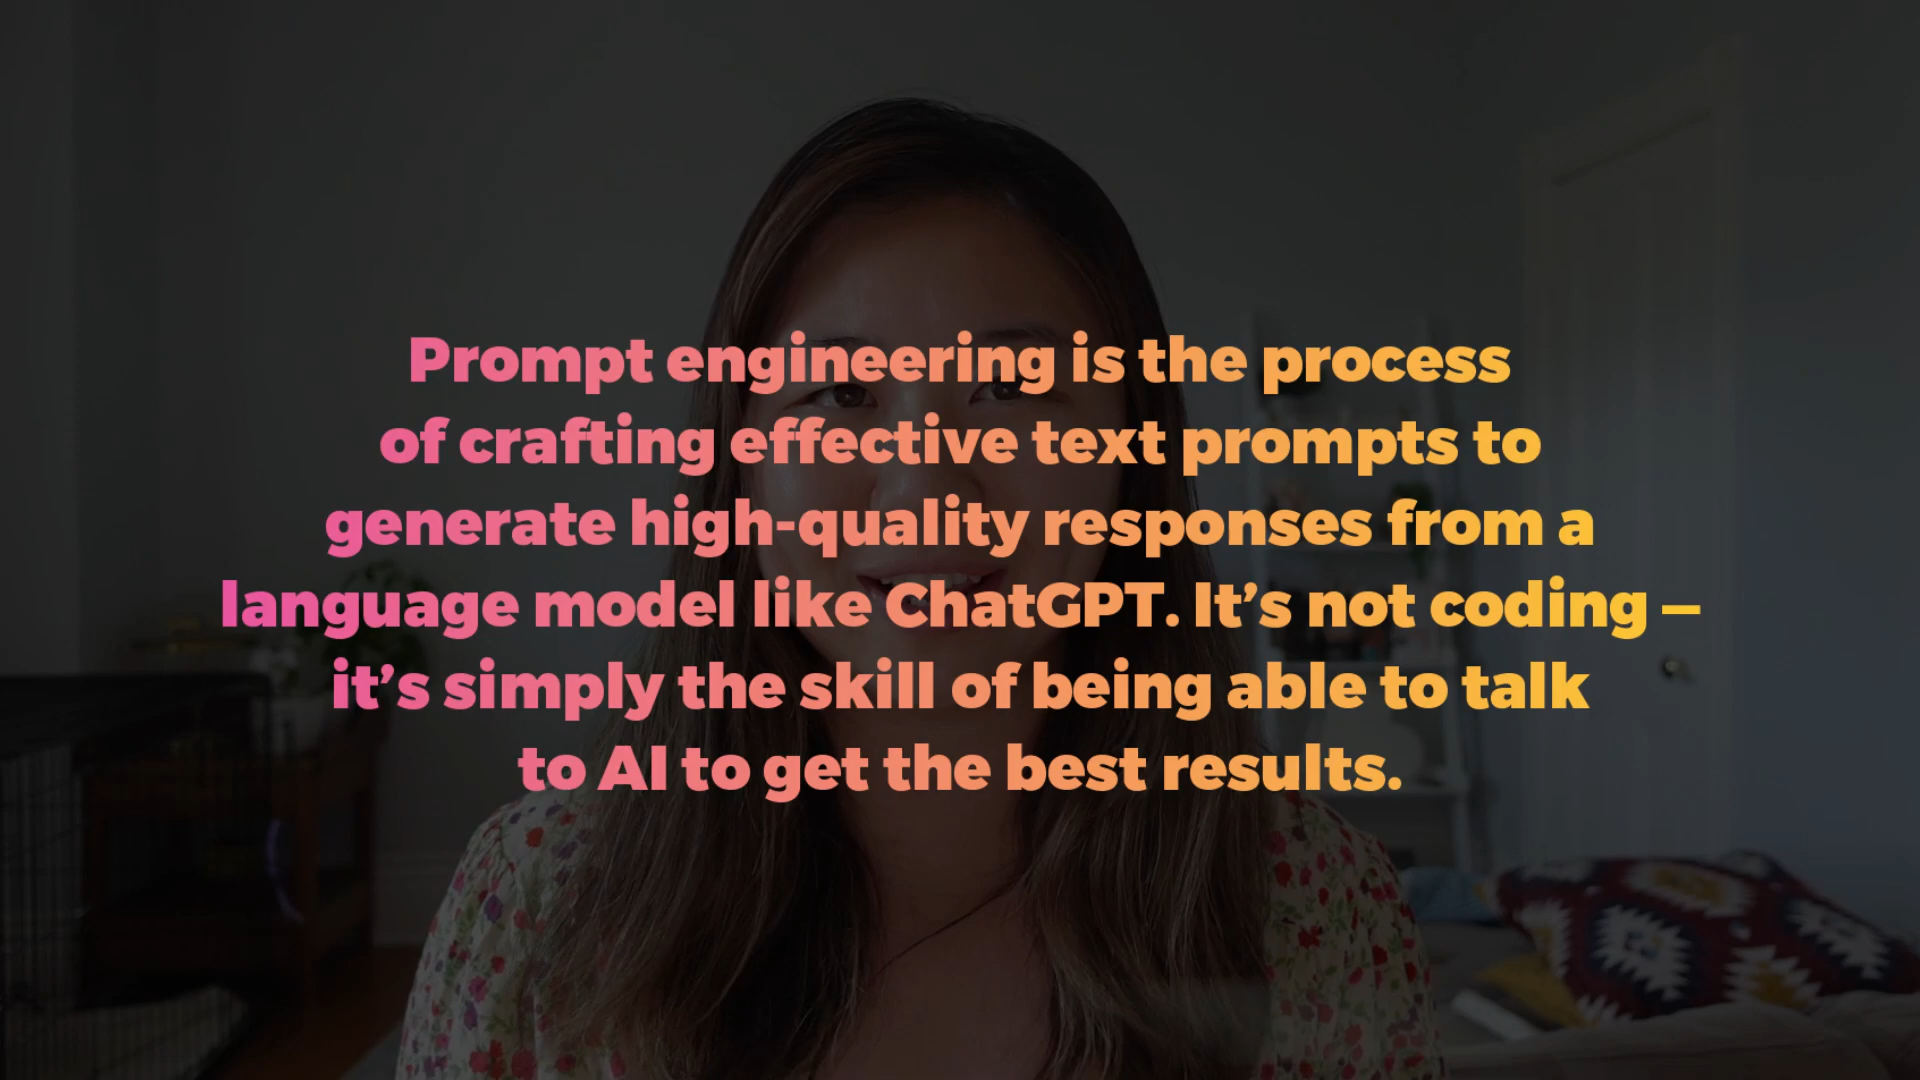 Prompt engineering is the process
of crafting effective text prompts to
generate high-quality responses from a
language model like ChatGPT. It’s not coding –
it’s simply the skill of being able to talk
to AI to get the best results.